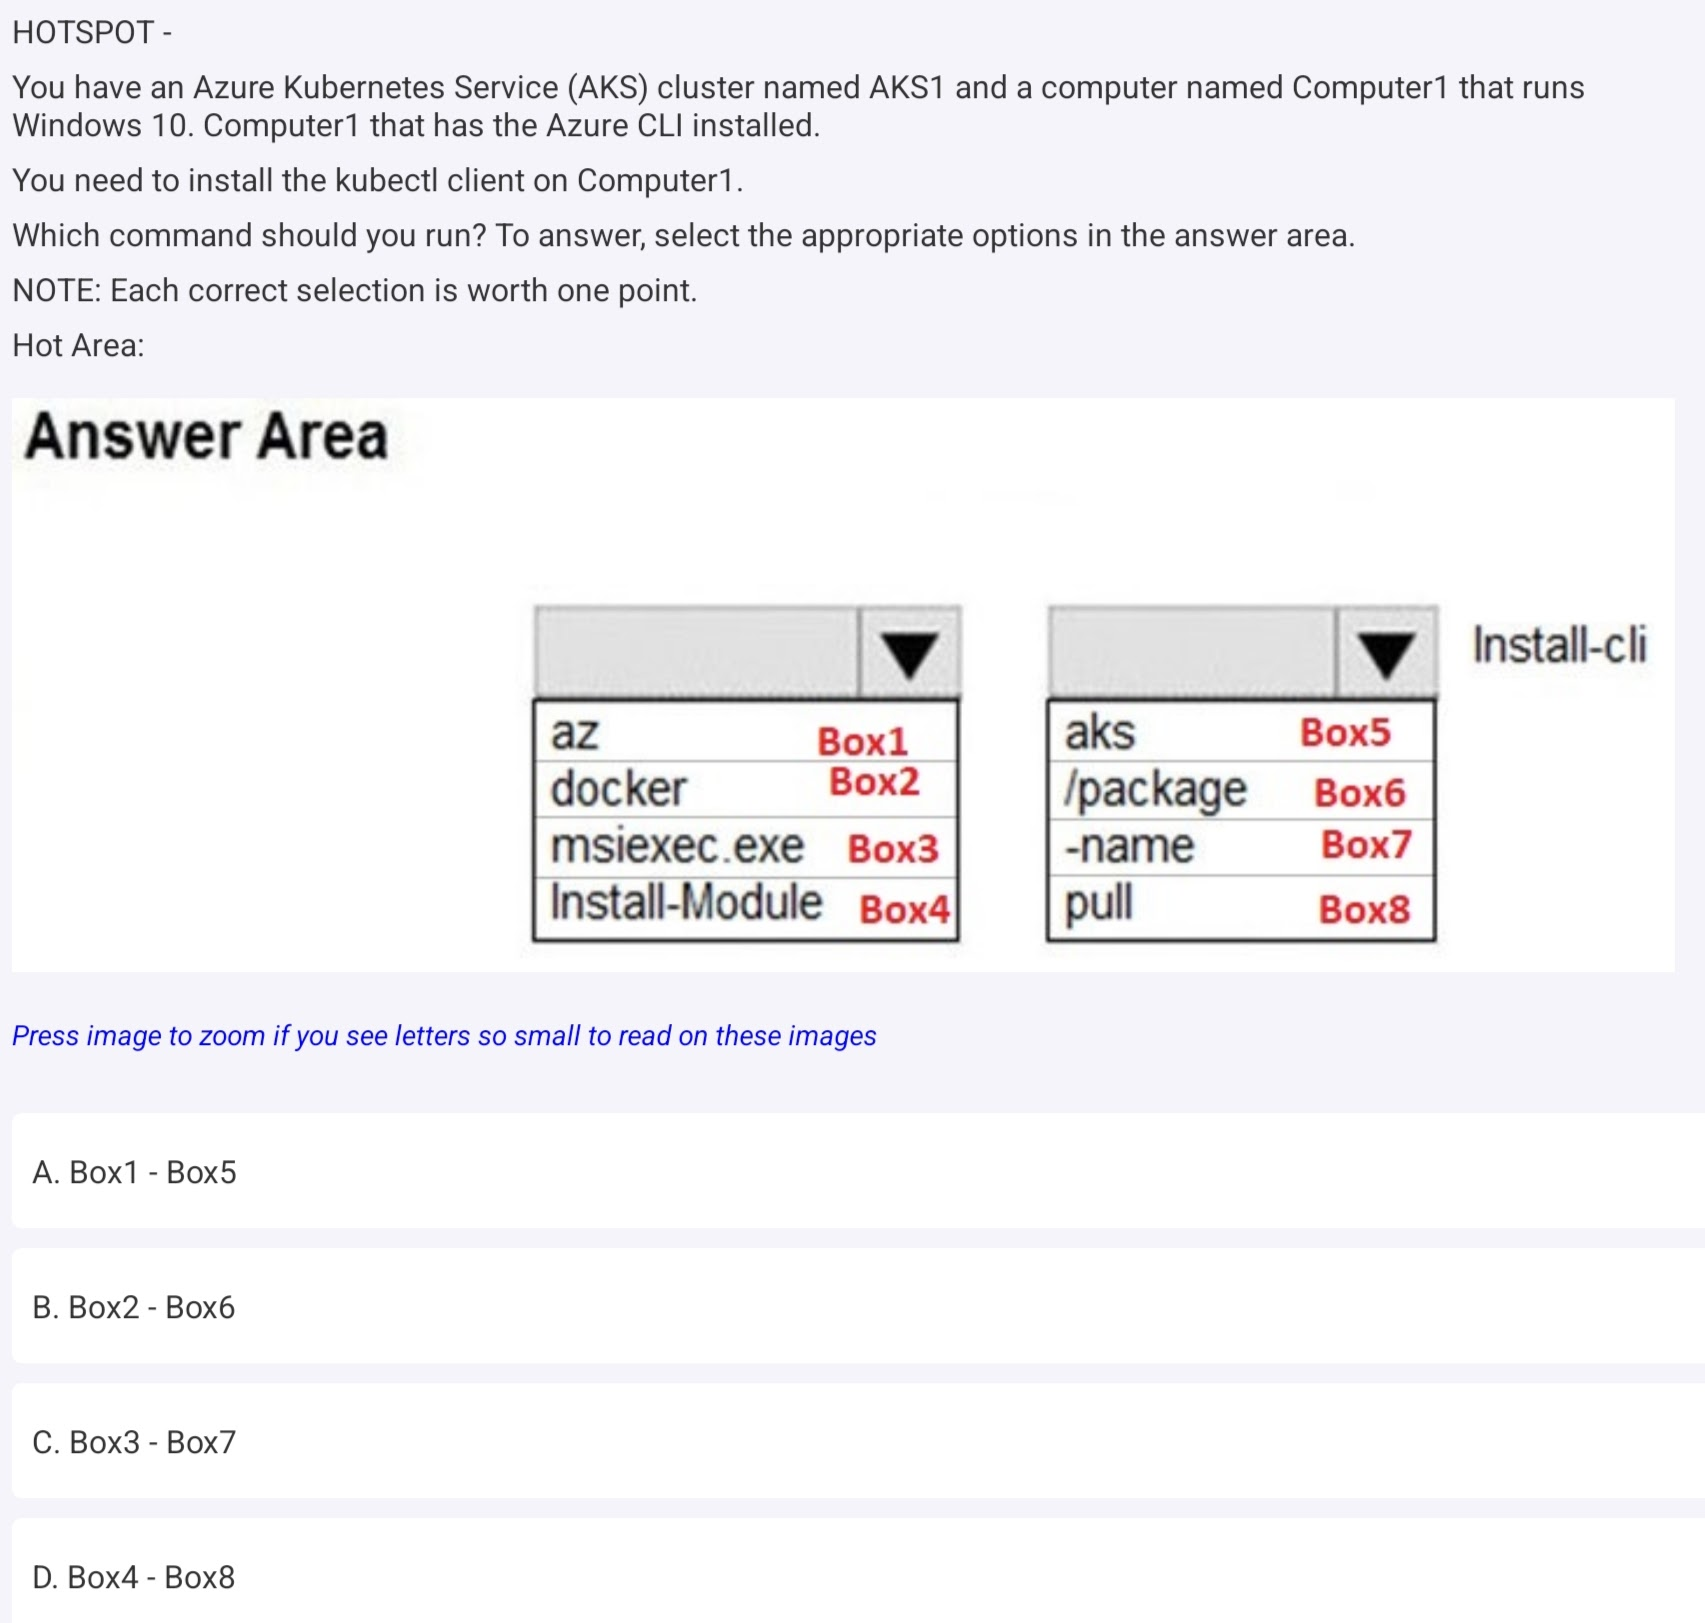 HOTSPOT -
You have an Azure Kubernetes Service (AKS) cluster named AKS1 and a computer named Computer1 that runs
Windows 10. Computer1 that has the Azure CLI installed.
You need to install the kubectl client on Computer1.
Which command should you run? To answer, select the appropriate options in the answer area.
NOTE: Each correct selection is worth one point.
Hot Area:
Answer Area
Install-cli
az Box1 aks Box5
docker Box2 /package Box6
msiexec.exe Box3 -name Box7
Install-Module Box4 pull Box8
Press image to zoom if you see letters so small to read on these images
A. Box1 - Box5
B. Box2 - Box6
C. Box3 - Box7
D. Box4 - Box8